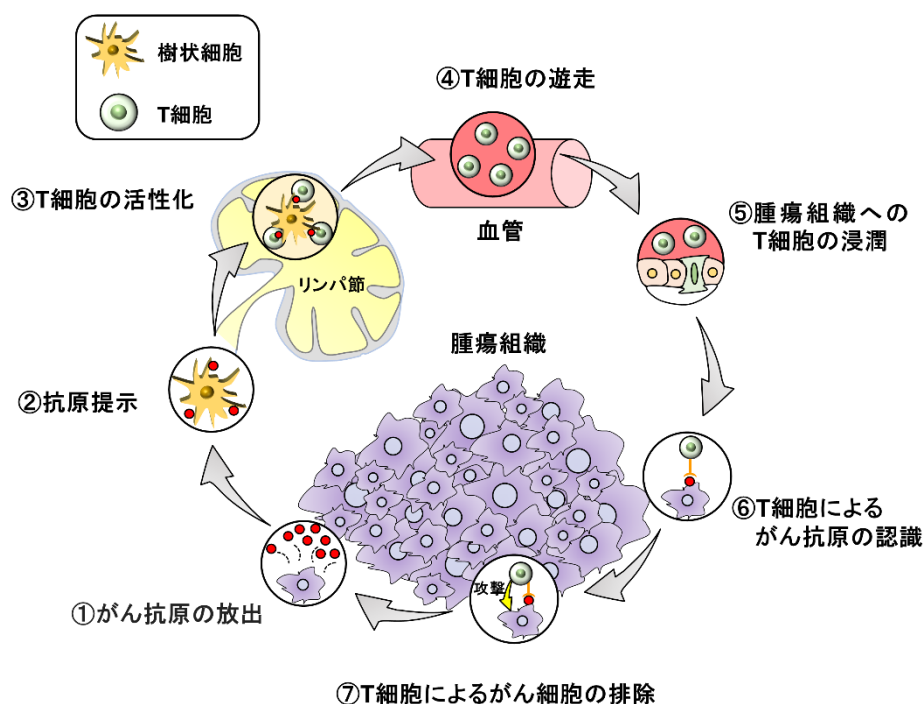 樹状細胞
T細胞
④T細胞の遊走
③T細胞の活性化
血管
⑤腫瘍組織への
T細胞の浸潤
リンパ節
腫瘍組織
②抗原提示
⑥T細胞による
がん抗原の認識
攻撃
①がん抗原の放出
⑦T細胞によるがん細胞の排除